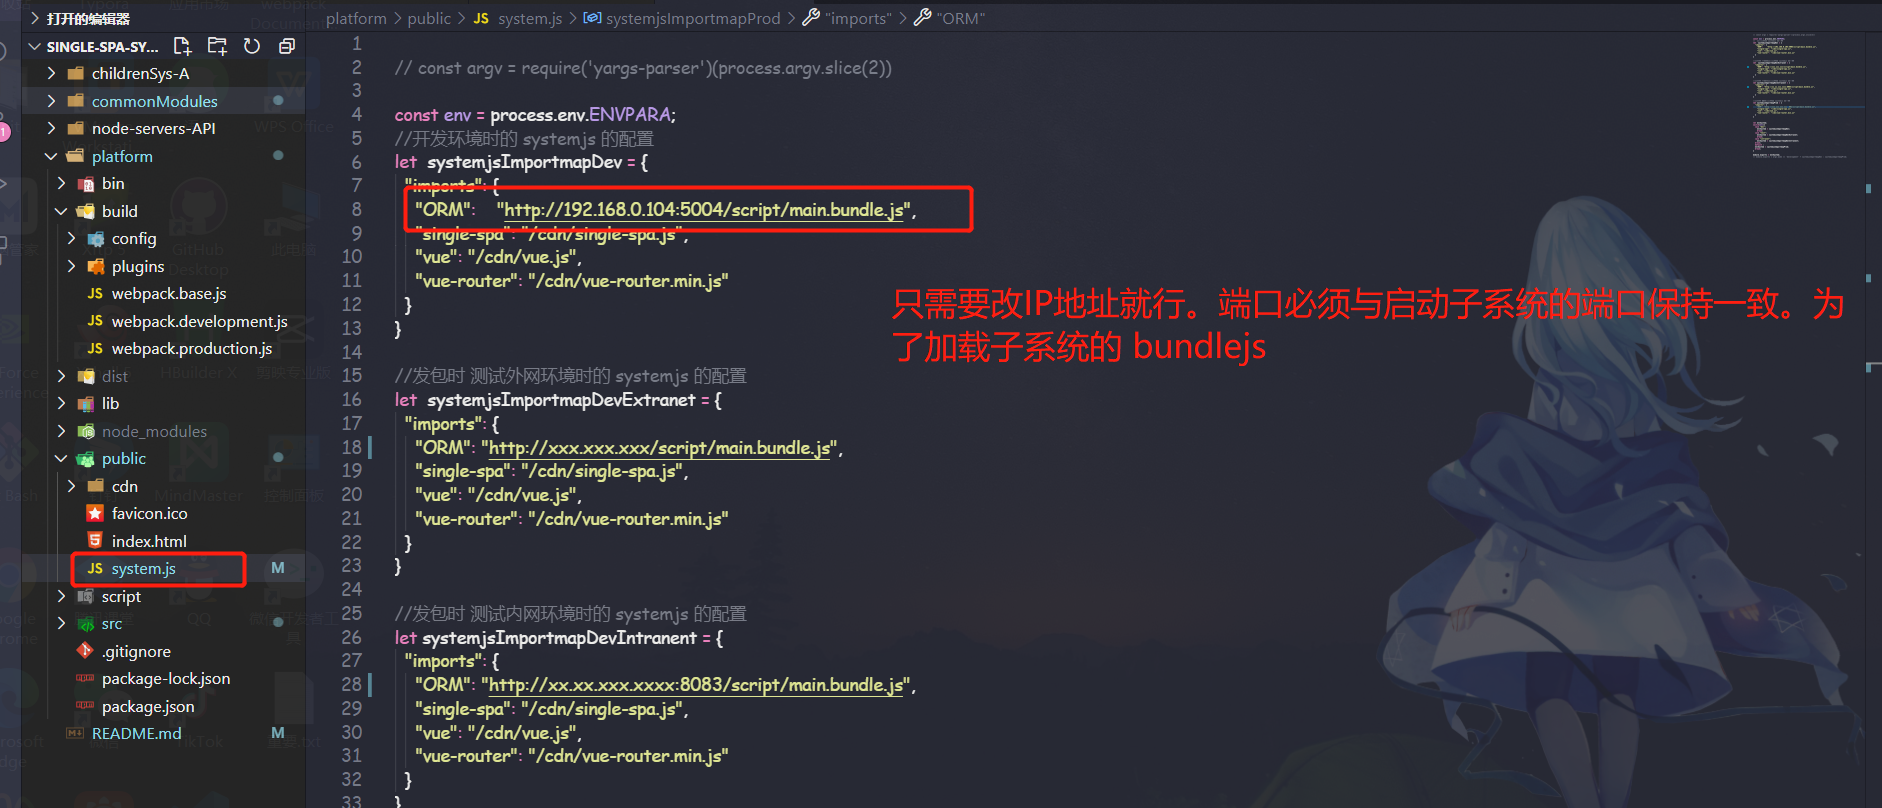 打开的编辑器
platform > public > JS system.js > systemjsImportmapProd > "imports" > "ORM"
SINGLE-SPA-SY...
childrenSys-A
commonModules
node-servers-API
platform
bin
build
config
plugins
JS webpack.base.js
JS webpack.development.js
JS webpack.production.js
dist
lib
node_modules
public
cdn
favicon.ico
index.html
JS system.js M
script
src
.gitignore
package-lock.json
package.json
README.md M
1
2 // const argv = require('yargs-parser')(process.argv.slice(2))
3
4 const env = process.env.ENVPARA;
5 //开发环境时的 systemjs 的配置
6 let systemjsImportmapDev = {
7 "imports": {
8 "ORM": "http://192.168.0.104:5004/script/main.bundle.js",
9 "single-spa": "/cdn/single-spa.js",
10 "vue": "/cdn/vue.js",
11 "vue-router": "/cdn/vue-router.min.js"
12 }
13 }
14
15 //发包时 测试外网环境时的 systemjs 的配置
16 let systemjsImportmapDevExtranet = {
17 "imports": {
18 "ORM": "http://xxx.xxx.xxx/script/main.bundle.js",
19 "single-spa": "/cdn/single-spa.js",
20 "vue": "/cdn/vue.js",
21 "vue-router": "/cdn/vue-router.min.js"
22 }
23 }
24
25 //发包时 测试内网环境时的 systemjs 的配置
26 let systemjsImportmapDevIntranent = {
27 "imports": {
28 "ORM": "http://xx.xx.xxx.xxxx:8083/script/main.bundle.js",
29 "single-spa": "/cdn/single-spa.js",
30 "vue": "/cdn/vue.js",
31 "vue-router": "/cdn/vue-router.min.js"
32 }
33 }
只需要改IP地址就行。端口必须与启动子系统的端口保持一致。为
了加载子系统的 bundlejs